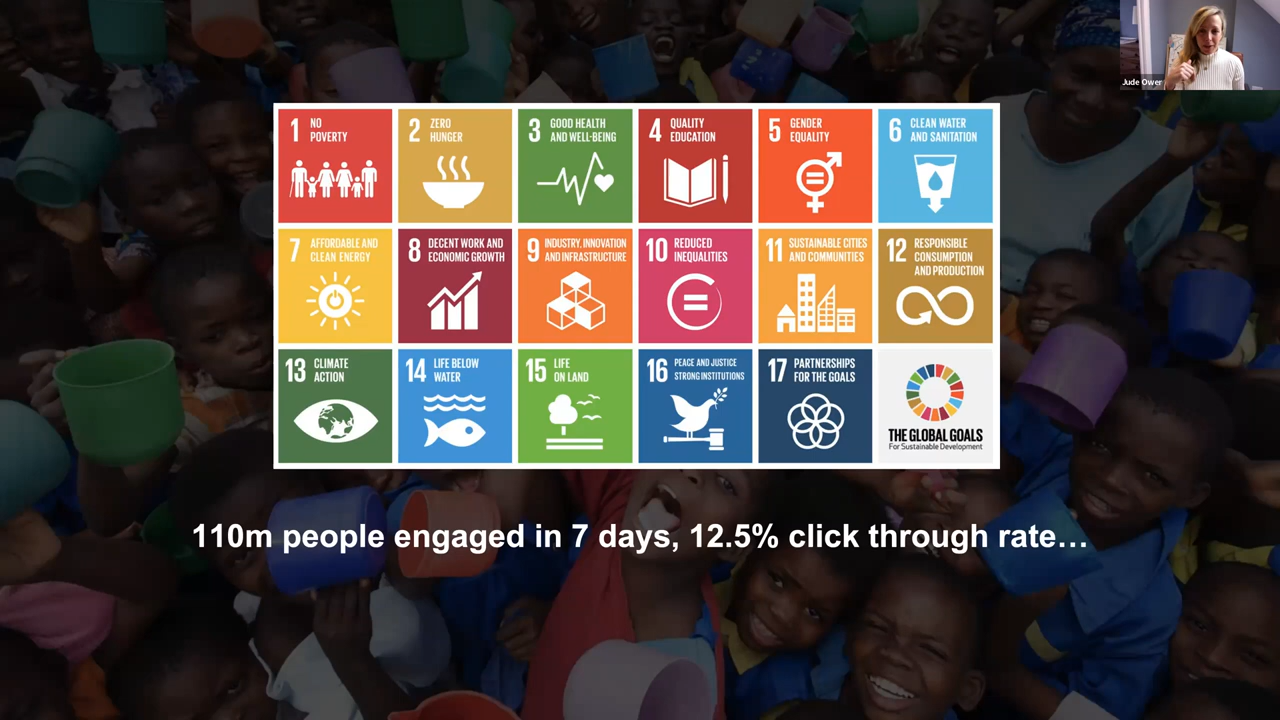 Jude Ower
1 NO
POVERTY
2 ZERO
HUNGER
3 GOOD HEALTH
AND WELL-BEING
4 QUALITY
EDUCATION
5 GENDER
EQUALITY
6 CLEAN WATER
AND SANITATION
7 AFFORDABLE AND
CLEAN ENERGY
8 DECENT WORK AND
ECONOMIC GROWTH
9 INDUSTRY, INNOVATION
AND INFRASTRUCTURE
10 REDUCED
INEQUALITIES
11 SUSTAINABLE CITIES
AND COMMUNITIES
12 RESPONSIBLE
CONSUMPTION
AND PRODUCTION
13 CLIMATE
ACTION
14 LIFE BELOW
WATER
15 LIFE
ON LAND
16 PEACE AND JUSTICE
STRONG INSTITUTIONS
17 PARTNERSHIPS
FOR THE GOALS
THE GLOBAL GOALS
For Sustainable Development
110m people engaged in 7 days, 12.5% click through rate…